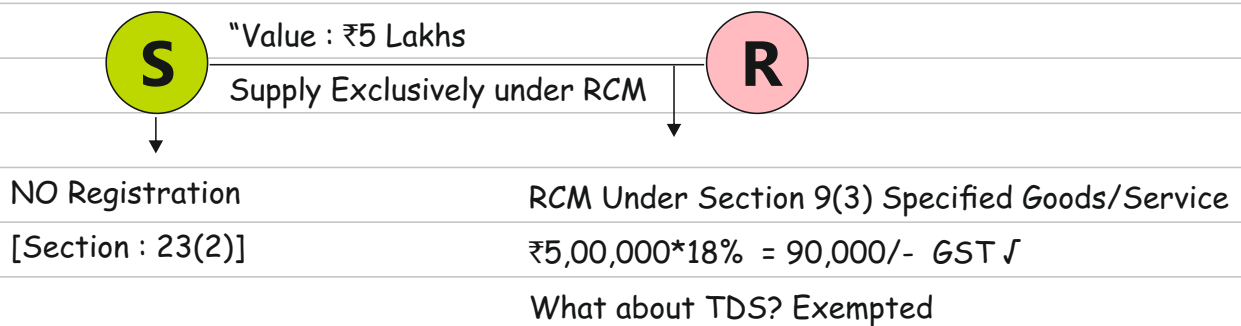 S
“Value : ₹5 Lakhs
Supply Exclusively under RCM
R
NO Registration
[Section : 23(2)]
RCM Under Section 9(3) Specified Goods/Service
₹5,00,000*18% = 90,000/- GST √
What about TDS? Exempted